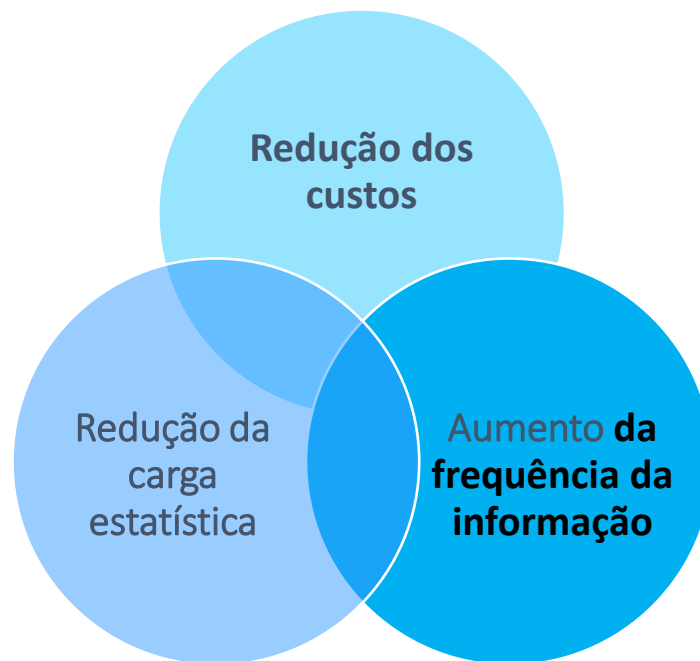 Redução dos
custos
Redução da
carga
estatística
Aumento da
frequência da
informação